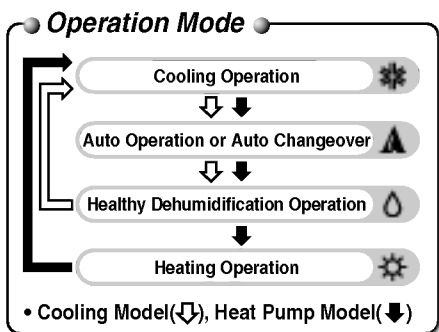 Operation Mode
Cooling Operation
Auto Operation or Auto Changeover
Healthy Dehumidification Operation
Heating Operation
• Cooling Model(⇩), Heat Pump Model(🡇)